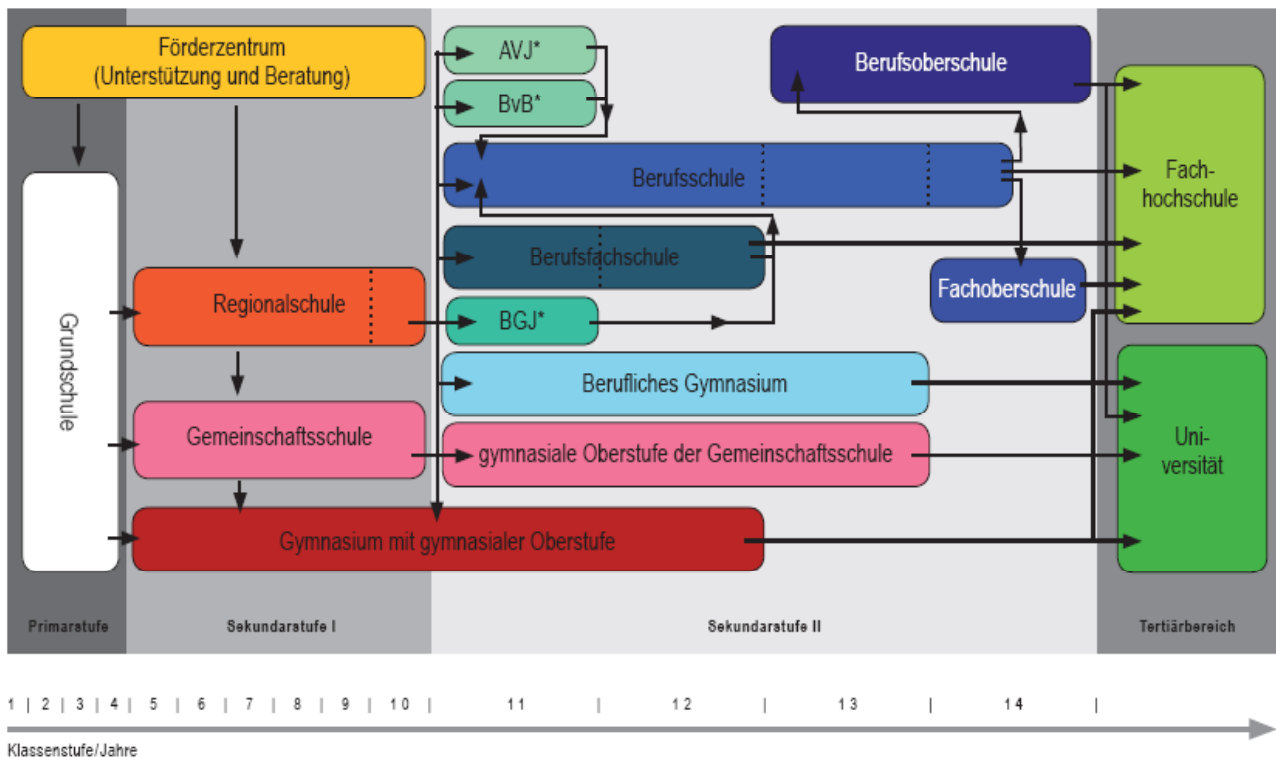 Förderzentrum
(Unterstützung und Beratung)
AVJ*
BvB*
Berufsoberschule
Berufsschule
Fach-
hochschule
Berufsfachschule
Fachoberschule
Grundschule
Regionalschule
BGJ*
Berufliches Gymnasium
Gemeinschaftsschule
gymnasiale Oberstufe der Gemeinschaftsschule
Uni-
versität
Gymnasium mit gymnasialer Oberstufe
Primarstufe
Sekundarstufe I
Sekundarstufe II
Tertiärbereich
1 | 2 | 3 | 4 | 5 | 6 | 7 | 8 | 9 | 10 | 11 | 12 | 13 | 14 |
Klassenstufe/Jahre